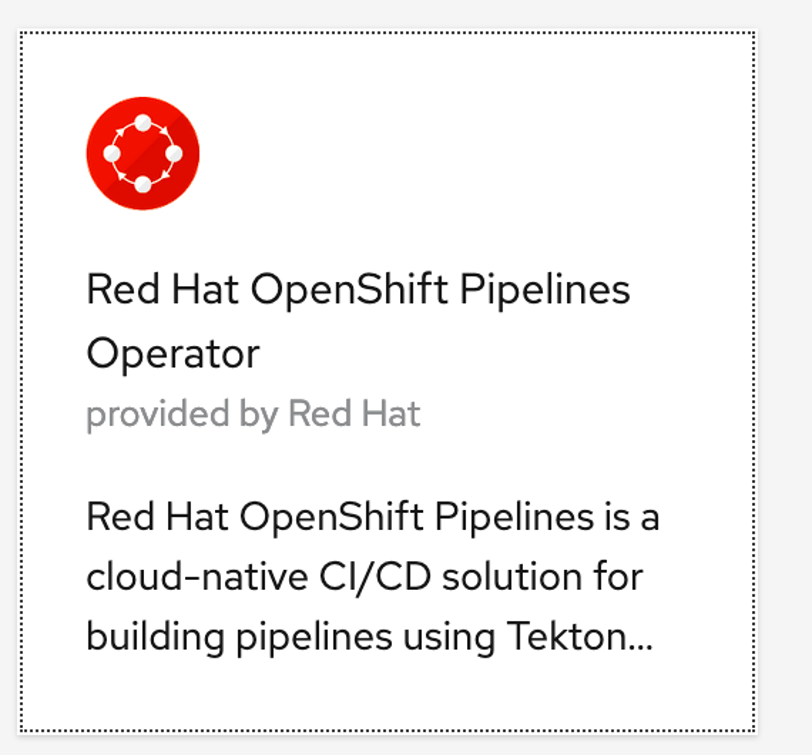 Red Hat OpenShift Pipelines
Operator
provided by Red Hat
Red Hat OpenShift Pipelines is a
cloud-native CI/CD solution for
building pipelines using Tekton...